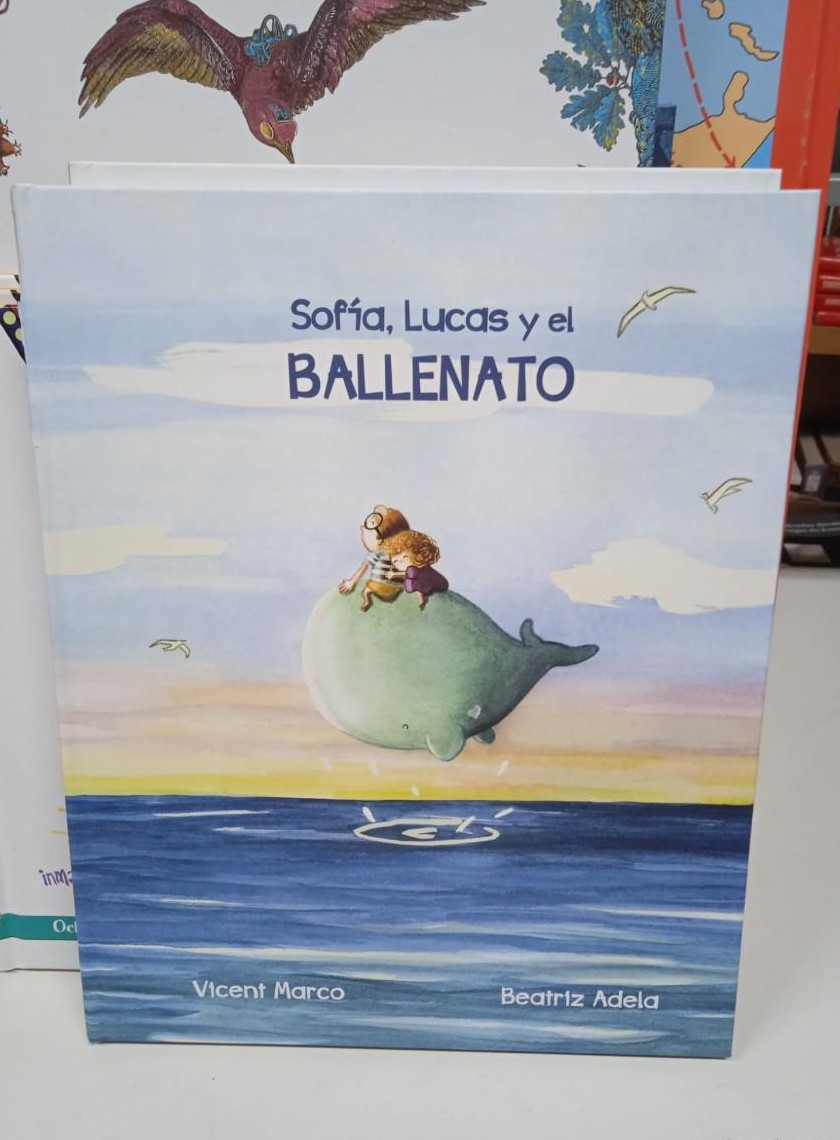 Sofía, Lucas y el
BALLENATO
Vicent Marco
Beatriz Adela